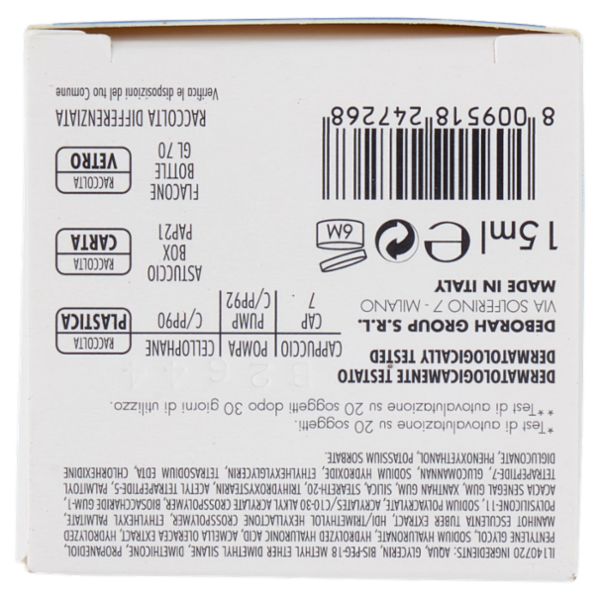 IL140720 INGREDIENTS: AQUA, GLYCERIN, BIS-PEG-18 METHYL ETHER DIMETHYL SILANE, DIMETHICONE, PROPANEDIOL,
PENTYLENE GLYCOL, SODIUM HYALURONATE, HYDROLYZED HYALURONIC ACID, ACMELLA OLERACEA EXTRACT, HYDROLYZED
MANIHOT ESCULENTA TUBER EXTRACT, HDI/TRIMETHYLOL HEXYLLACTONE CROSSPOLYMER, ETHYLHEXYL PALMITATE,
POLYSILICONE-11, SODIUM POLYACRYLATE, ACRYLATES/C10-30 ALKYL ACRYLATE CROSSPOLYMER, BIOSACCHARIDE GUM-1,
ACACIA SENEGAL GUM, XANTHAN GUM, SILICA, STEARETH-20, TRIHYDROXYSTEARIN, ACETYL TETRAPEPTIDE-5, PALMITOYL
TETRAPEPTIDE-7, GLUCOMANNAN, SODIUM HYDROXIDE, ETHYLHEXYLGLYCERIN, TETRASODIUM EDTA, CHLORHEXIDINE
DIGLUCONATE, PHENOXYETHANOL, POTASSIUM SORBATE.
*Test di autovalutazione su 20 soggetti.
**Test di autovalutazione su 20 soggetti dopo 30 giorni di utilizzo.
DERMATOLOGICAMENTE TESTATO
DERMATOLOGICALLY TESTED
DEBORAH GROUP S.R.L.
VIA SOLFERINO 7 - MILANO
MADE IN ITALY
15ml e 6M
8 009518 247268
CAPPUCCIO POMPA CELLOPHANE
CAP PUMP C/PP90
7 C/PP92
RACCOLTA
PLASTICA
ASTUCCIO
BOX
PAP21
RACCOLTA
CARTA
FLACONE
BOTTLE
GL70
RACCOLTA
VETRO
RACCOLTA DIFFERENZIATA
Verifica le disposizioni del tuo Comune